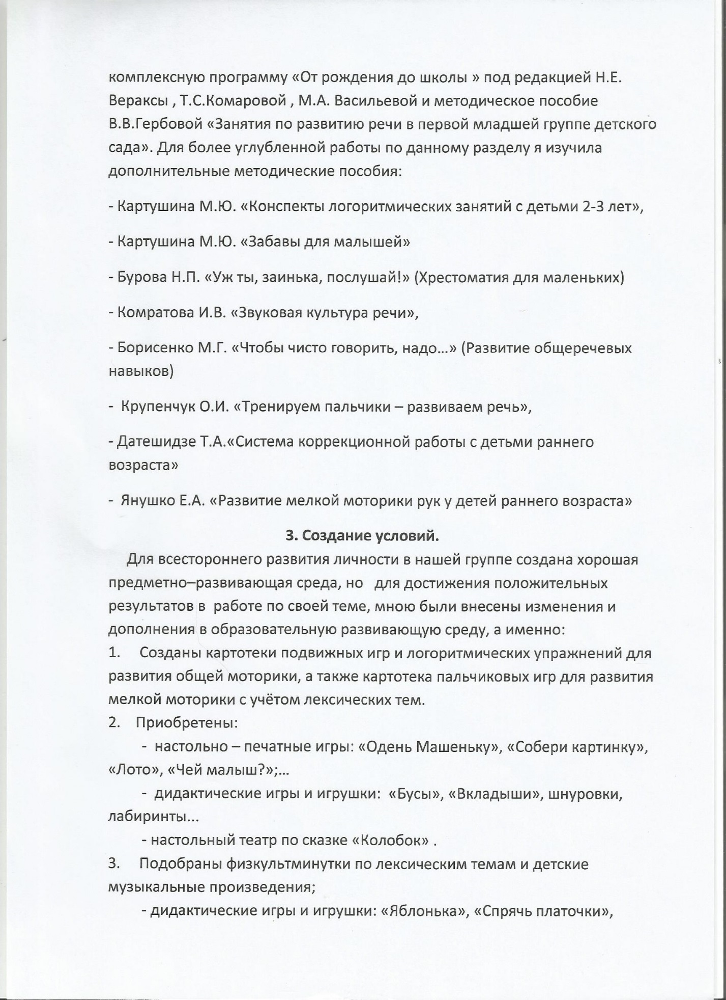 комплексную программу «От рождения до школы » под редакцией Н.Е.
Вераксы , Т.С.Комаровой , М.А. Васильевой и методическое пособие
В.В.Гербовой «Занятия по развитию речи в первой младшей группе детского
сада». Для более углубленной работы по данному разделу я изучила
дополнительные методические пособия:
- Картушина М.Ю. «Конспекты логоритмических занятий с детьми 2-3 лет»,
- Картушина М.Ю. «Забавы для малышей»
- Бурова Н.П. «Уж ты, заинька, послушай!» (Хрестоматия для маленьких)
- Комратова И.В. «Звуковая культура речи»,
- Борисенко М.Г. «Чтобы чисто говорить, надо…» (Развитие общеречевых
навыков)
- Крупенчук О.И. «Тренируем пальчики – развиваем речь»,
- Датешидзе Т.А.«Система коррекционной работы с детьми раннего
возраста»
- Янушко Е.А. «Развитие мелкой моторики рук у детей раннего возраста»
3. Создание условий.
Для всестороннего развития личности в нашей группе создана хорошая
предметно–развивающая среда, но для достижения положительных
результатов в работе по своей теме, мною были внесены изменения и
дополнения в образовательную развивающую среду, а именно:
1. Созданы картотеки подвижных игр и логоритмических упражнений для
развития общей моторики, а также картотека пальчиковых игр для развития
мелкой моторики с учётом лексических тем.
2. Приобретены:
- настольно – печатные игры: «Одень Машеньку», «Собери картинку»,
«Лото», «Чей малыш?»;…
- дидактические игры и игрушки: «Бусы», «Вкладыши», шнуровки,
лабиринты…
- настольный театр по сказке «Колобок» .
3. Подобраны физкультминутки по лексическим темам и детские
музыкальные произведения;
- дидактические игры и игрушки: «Яблонька», «Спрячь платочки»,